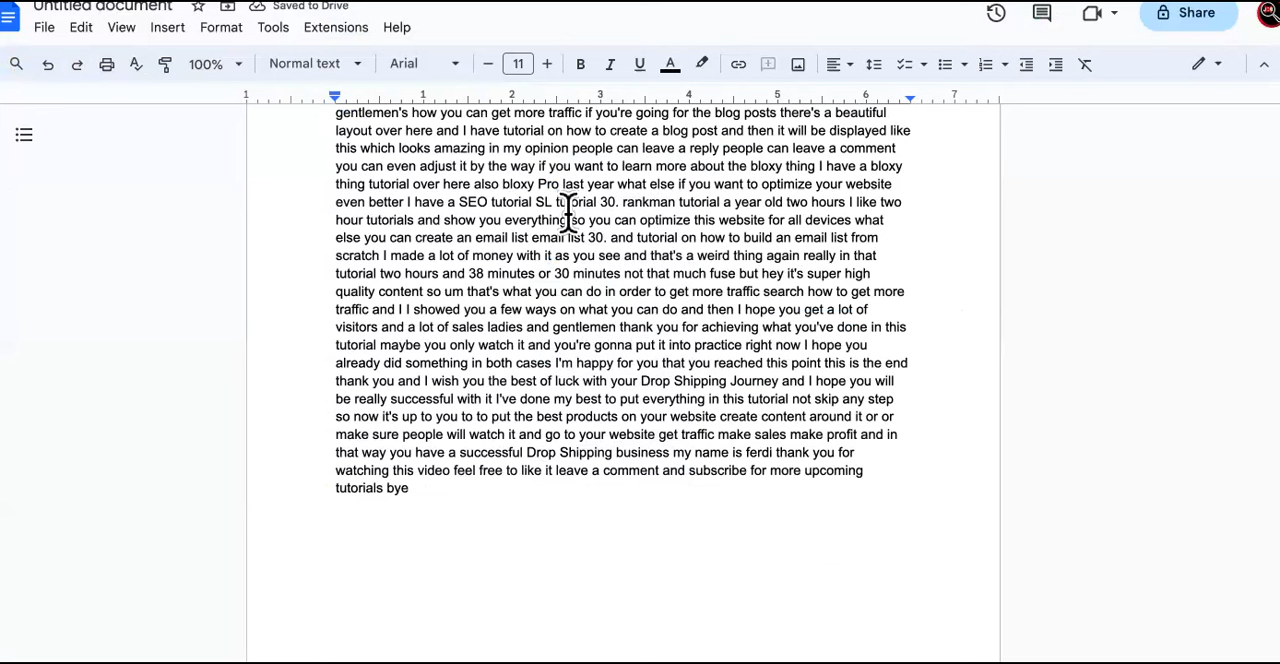 Untitled document
Saved to Drive
File Edit View Insert Format Tools Extensions Help
Share
100% Normal text Arial 11 B I U A
1 1 2 3 4 5 6 7
gentlemen's how you can get more traffic if you're going for the blog posts there's a beautiful
layout over here and I have tutorial on how to create a blog post and then it will be displayed like
this which looks amazing in my opinion people can leave a reply people can leave a comment
you can even adjust it by the way if you want to learn more about the bloxy thing I have a bloxy
thing tutorial over here also bloxy Pro last year what else if you want to optimize your website
even better I have a SEO tutorial SL tutorial 30. rankman tutorial a year old two hours I like two
hour tutorials and show you everything so you can optimize this website for all devices what
else you can create an email list email list 30. and tutorial on how to build an email list from
scratch I made a lot of money with it as you see and that's a weird thing again really in that
tutorial two hours and 38 minutes or 30 minutes not that much fuse but hey it's super high
quality content so um that's what you can do in order to get more traffic search how to get more
traffic and I I showed you a few ways on what you can do and then I hope you get a lot of
visitors and a lot of sales ladies and gentlemen thank you for achieving what you've done in this
tutorial maybe you only watch it and you're gonna put it into practice right now I hope you
already did something in both cases I'm happy for you that you reached this point this is the end
thank you and I wish you the best of luck with your Drop Shipping Journey and I hope you will
be really successful with it I've done my best to put everything in this tutorial not skip any step
so now it's up to you to to put the best products on your website create content around it or or
make sure people will watch it and go to your website get traffic make sales make profit and in
that way you have a successful Drop Shipping business my name is ferdi thank you for
watching this video feel free to like it leave a comment and subscribe for more upcoming
tutorials bye